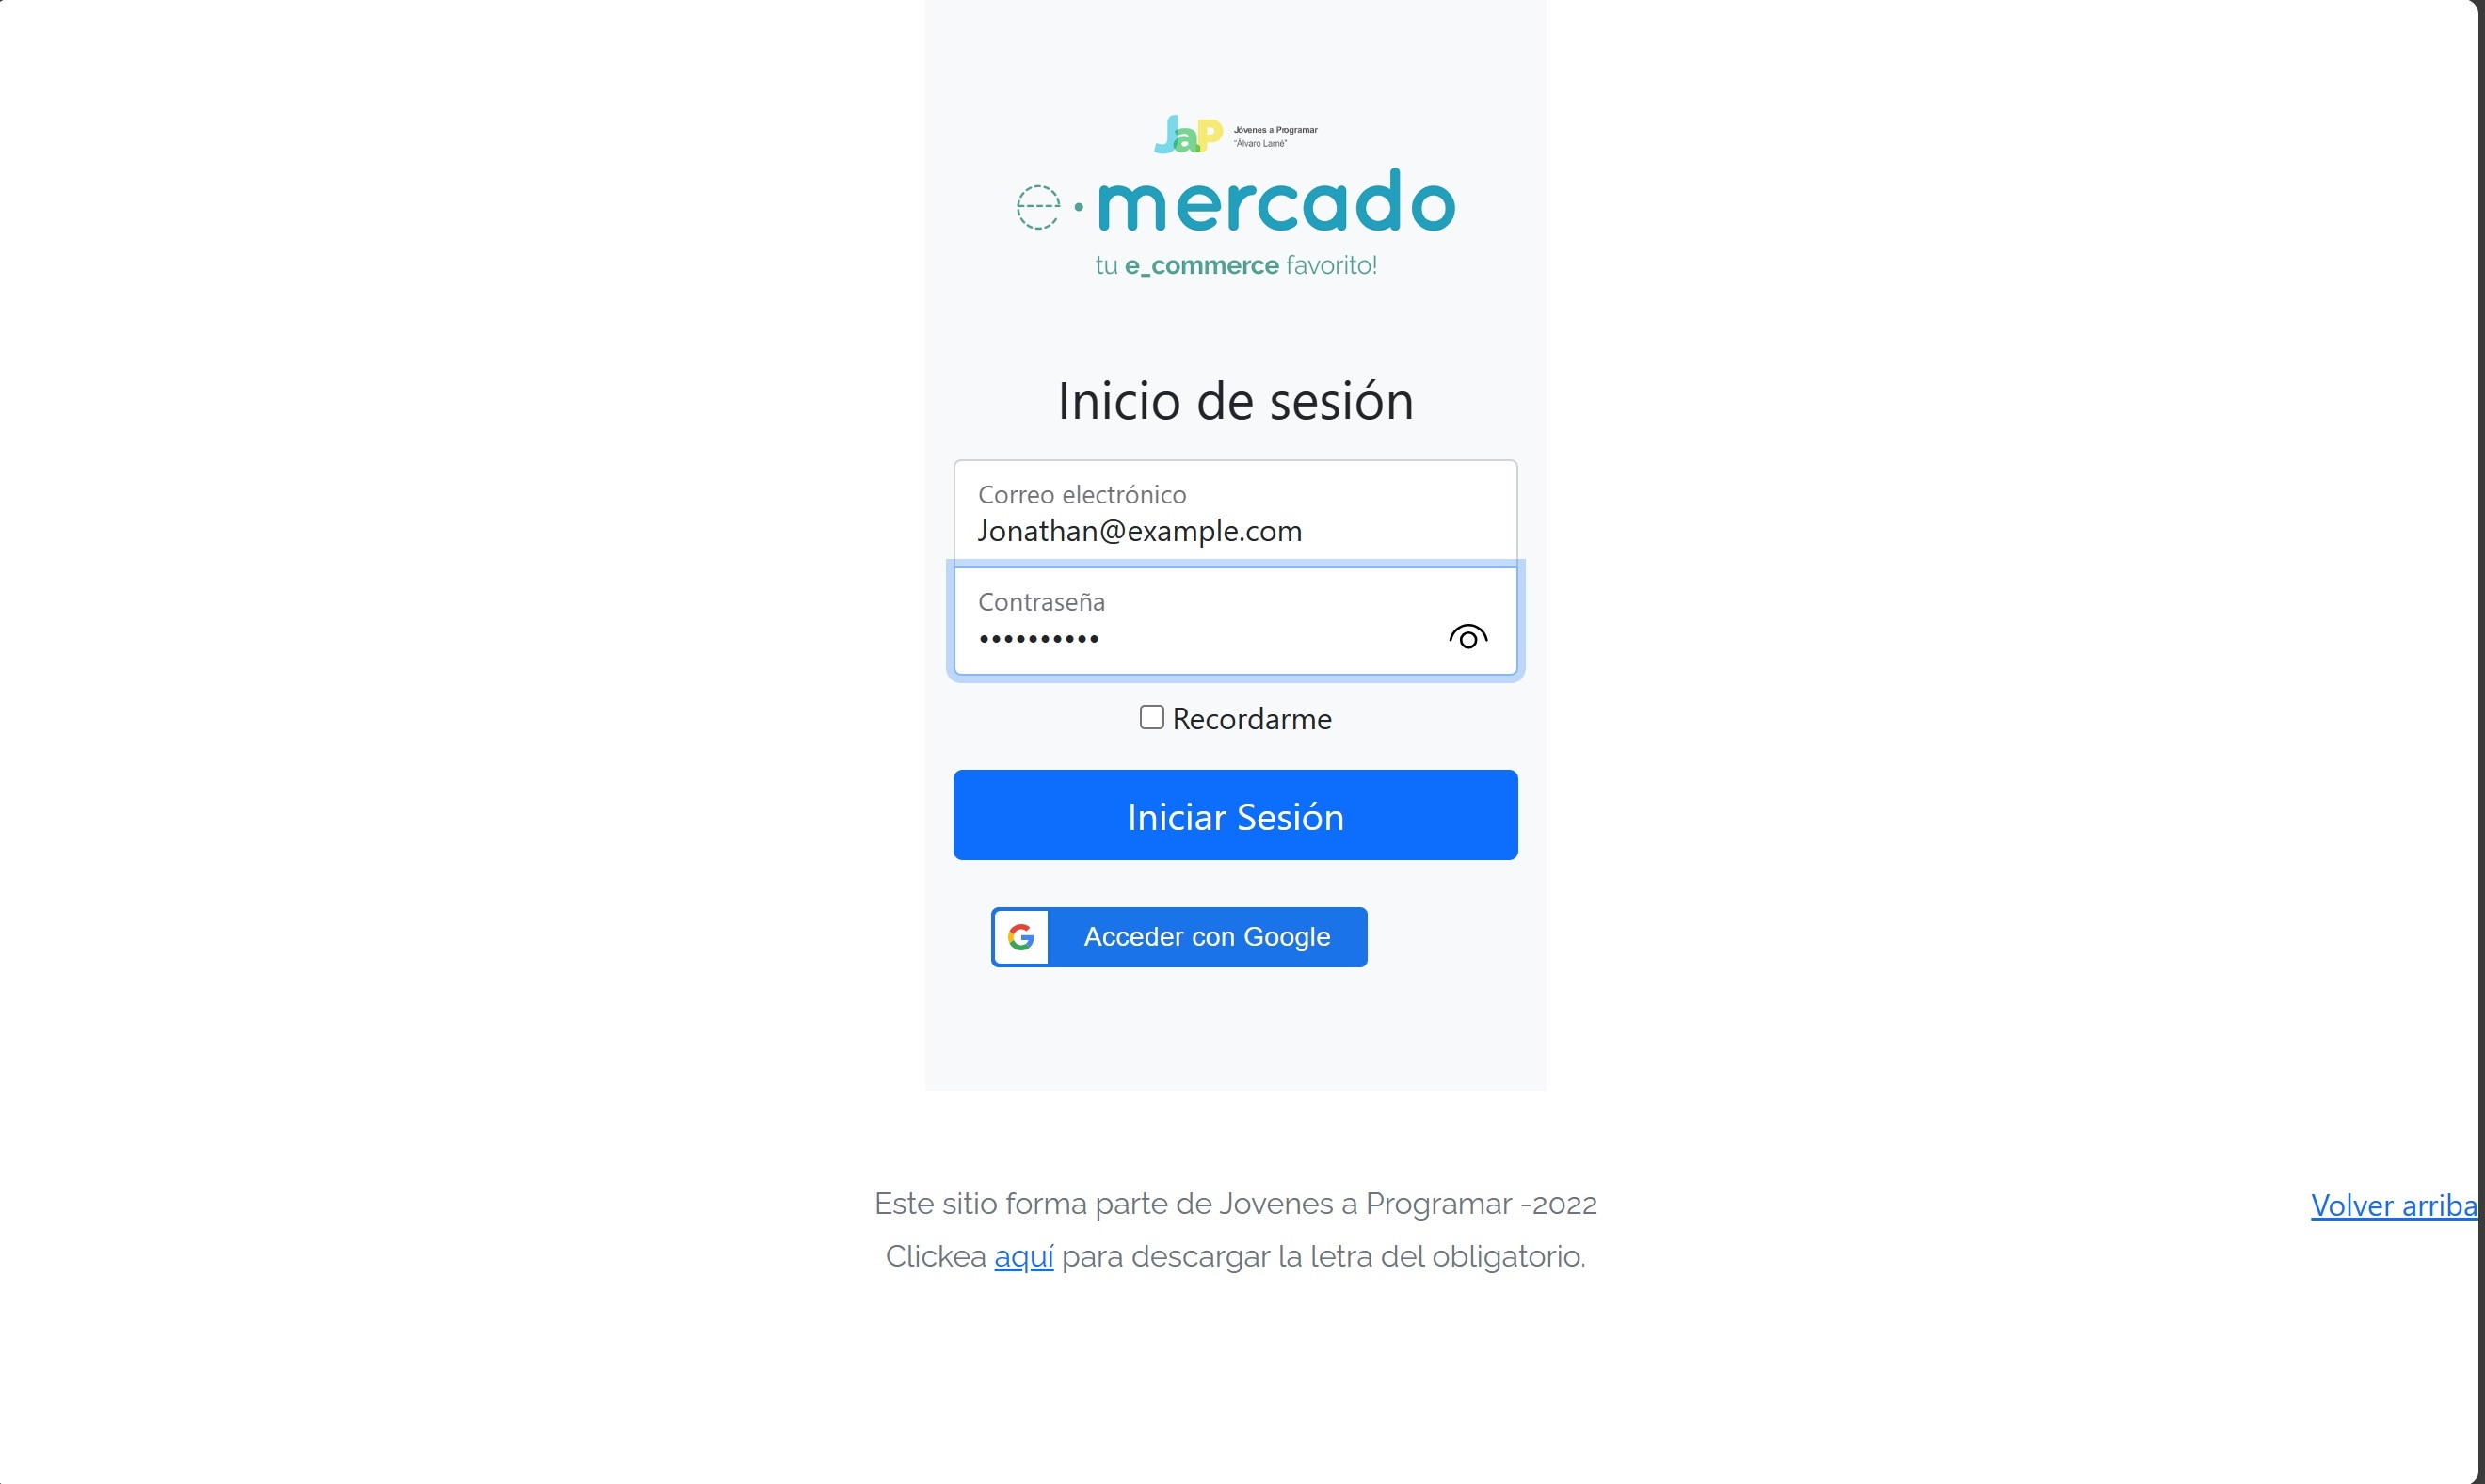 JaP Jóvenes a Programar
"Álvaro Lamé"
e · mercado
tu e_commerce favorito!
Inicio de sesión
Correo electrónico
Jonathan@example.com
Contraseña
••••••••••
Recordarme
Iniciar Sesión
Acceder con Google
Este sitio forma parte de Jovenes a Programar -2022
Volver arriba
Clickea aquí para descargar la letra del obligatorio.